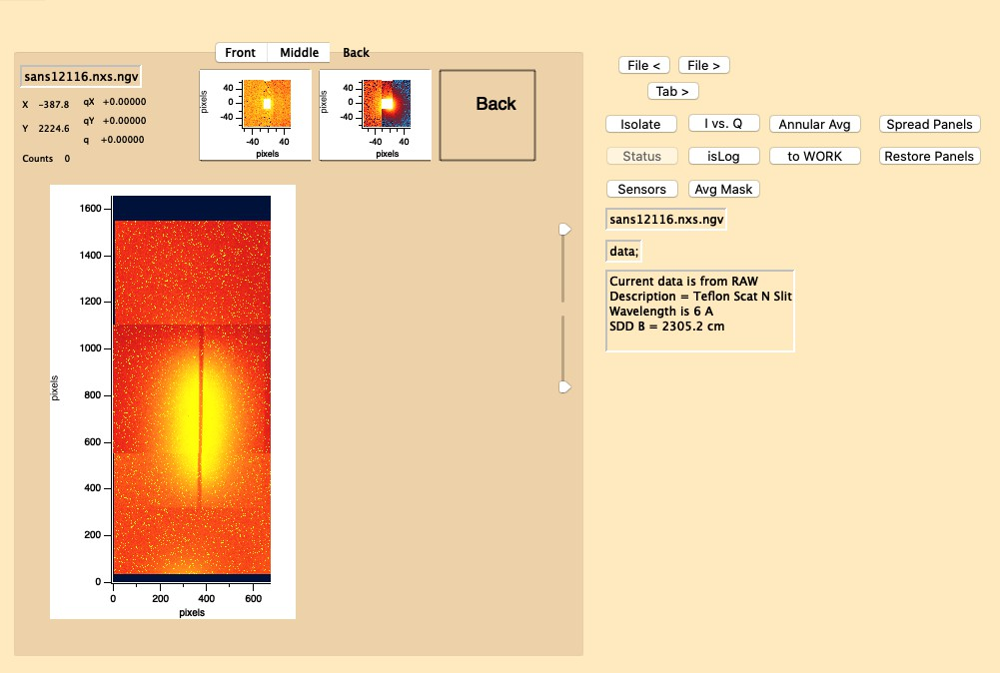 Front Middle Back
sans12116.nxs.ngv
X -387.8 qX +0.00000
qY +0.00000
Y 2224.6
q +0.00000
Counts 0
pixels
40
0
-40
-40 40
pixels
pixels
40
0
-40
-40 40
pixels
Back
1600
1400
1200
1000
800
600
400
200
0
pixels
0 200 400 600
pixels
File < File >
Tab >
Isolate I vs. Q Annular Avg Spread Panels
Status isLog to WORK Restore Panels
Sensors Avg Mask
sans12116.nxs.ngv
data;
Current data is from RAW
Description = Teflon Scat N Slit
Wavelength is 6 A
SDD B = 2305.2 cm